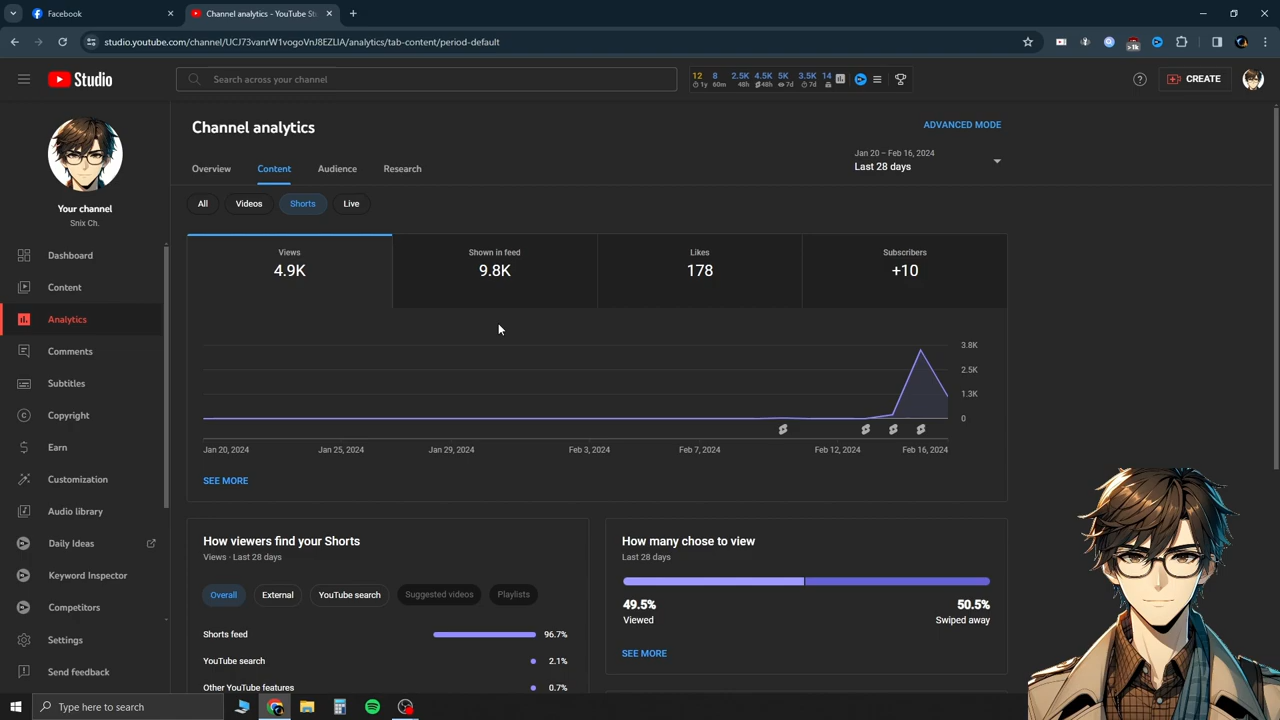 Facebook
Channel analytics - YouTube St
studio.youtube.com/channel/UCJ73vanrW1vogoVnJ8EZLIA/analytics/tab-content/period-default
>1k
Studio
Search across your channel
12 8 2.5K 4.5K 5K 3.5K 14
1y 60m 48h 48h 7d 7d
CREATE
Channel analytics
ADVANCED MODE
Overview
Content
Audience
Research
Jan 20 – Feb 16, 2024
Last 28 days
All
Videos
Shorts
Live
Your channel
Snix Ch.
Dashboard
Content
Analytics
Comments
Subtitles
Copyright
Earn
Customization
Audio library
Daily Ideas
Keyword Inspector
Competitors
Settings
Send feedback
Views
4.9K
Shown in feed
9.8K
Likes
178
Subscribers
+10
3.8K
2.5K
1.3K
0
Jan 20, 2024
Jan 25, 2024
Jan 29, 2024
Feb 3, 2024
Feb 7, 2024
Feb 12, 2024
Feb 16, 2024
SEE MORE
How viewers find your Shorts
Views · Last 28 days
Overall
External
YouTube search
Suggested videos
Playlists
Shorts feed
96.7%
YouTube search
2.1%
Other YouTube features
0.7%
How many chose to view
Last 28 days
49.5%
Viewed
50.5%
Swiped away
SEE MORE
Type here to search